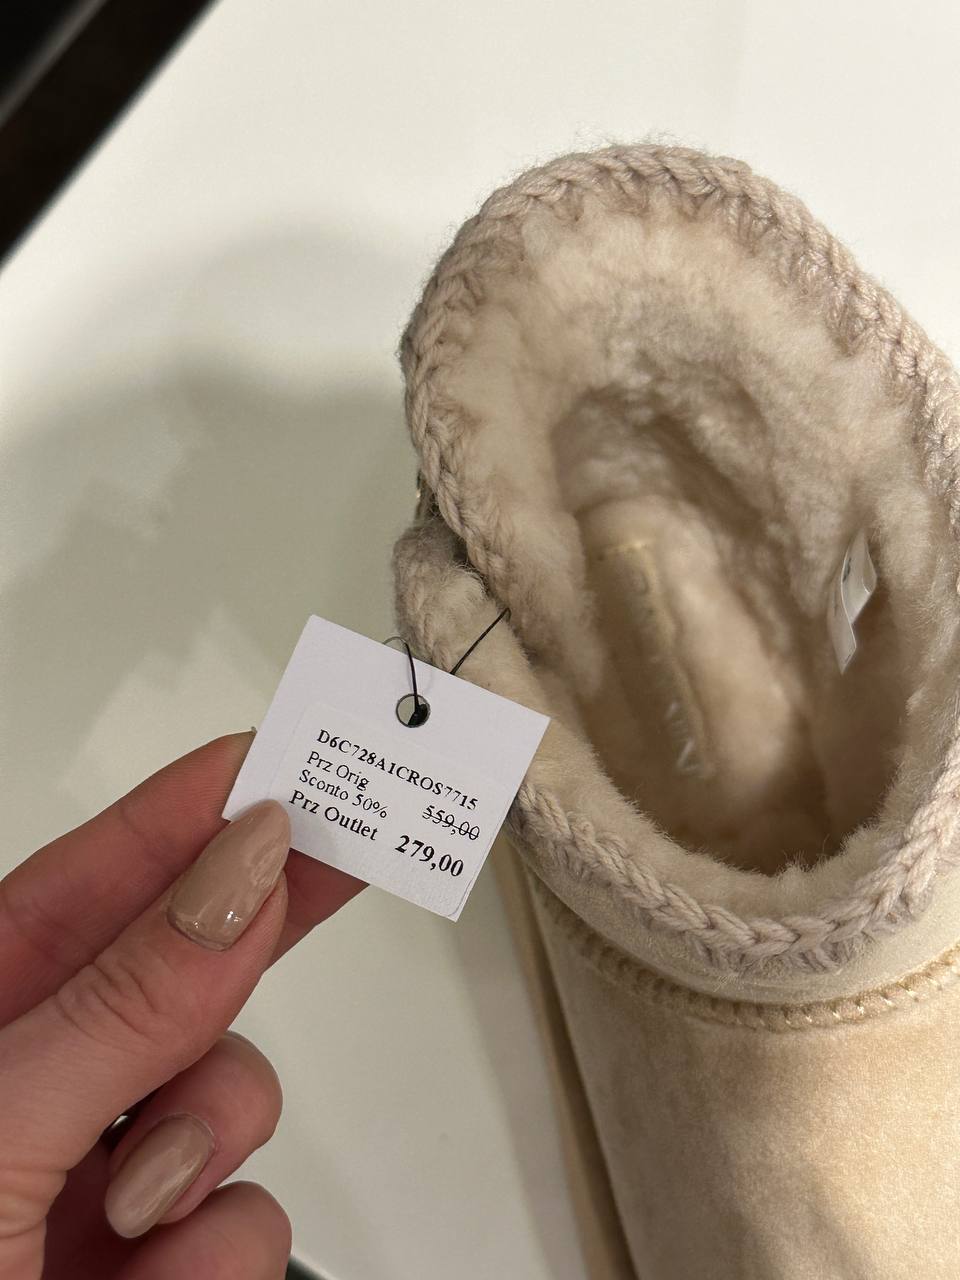 D6C728A1CROS7715
Prz Orig 559,00
Sconto 50%
Prz Outlet 279,00